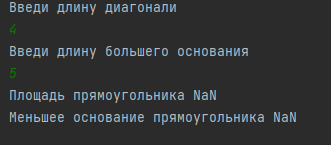 Введи длину диагонали
4
Введи длину большего основания
5
Площадь прямоугольника NaN
Меньшее основание прямоугольника NaN